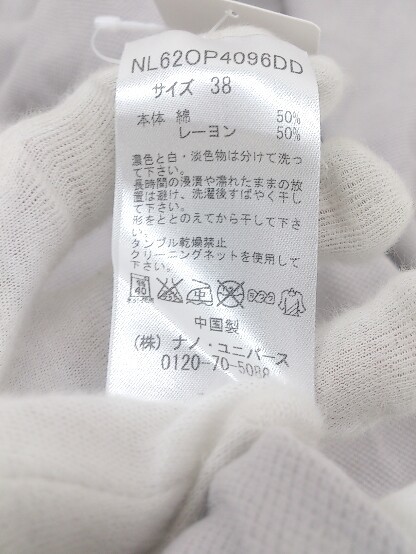 NL62OP4096DD
サイズ 38
本体 綿 50%
レーヨン 50%
濃色と白・淡色物は分けて洗っ
て下さい。
長時間の浸漬や濡れたままの放
置は避け、洗濯後すばやく干し
て下さい。
形をととのえてから干して下さ
い。
タンブル乾燥禁止
クリーニングネットを使用して
下さい。
中国製
(株) ナノ・ユニバース
0120-70-5088